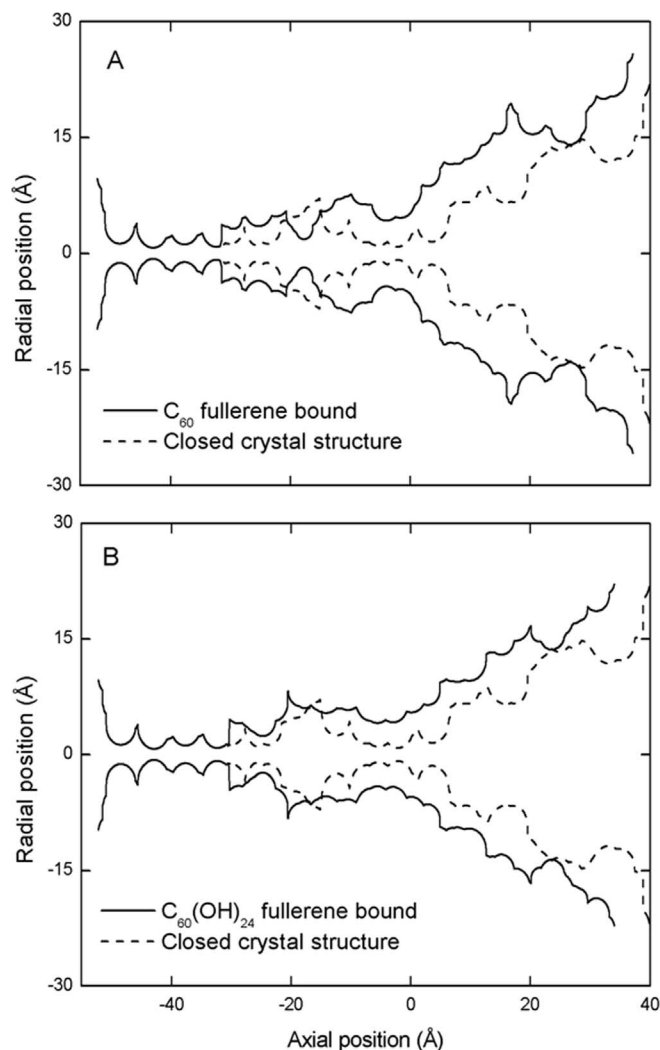 30
A
15
0
-15
-30
Radial position (Å)
C₆₀ fullerene bound
Closed crystal structure
30
B
15
0
-15
-30
Radial position (Å)
C₆₀(OH)₂₄ fullerene bound
Closed crystal structure
-40 -20 0 20 40
Axial position (Å)